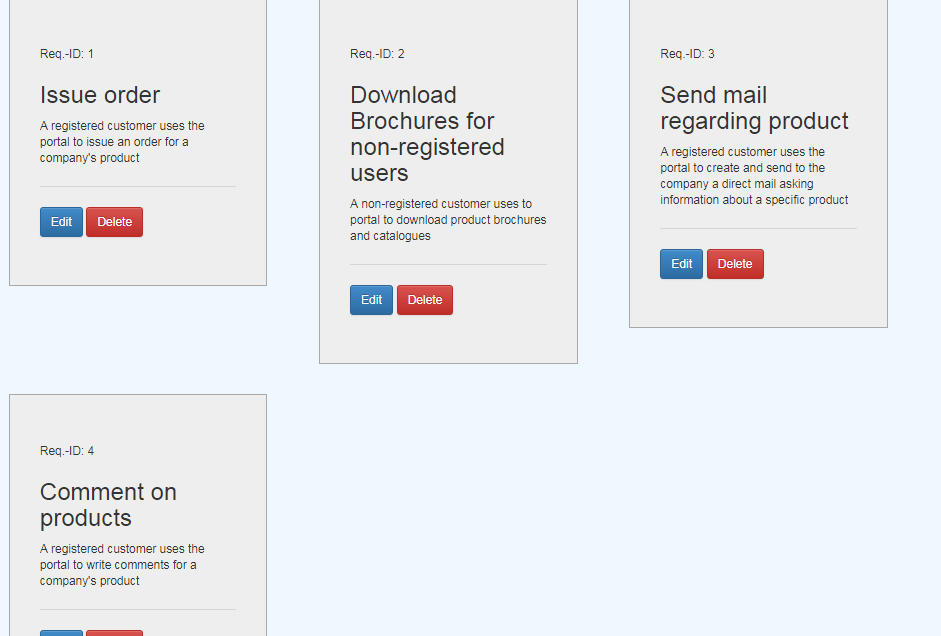 Req.-ID: 1
Issue order
A registered customer uses the
portal to issue an order for a
company's product
Edit Delete
Req.-ID: 2
Download
Brochures for
non-registered
users
A non-registered customer uses to
portal to download product brochures
and catalogues
Edit Delete
Req.-ID: 3
Send mail
regarding product
A registered customer uses the
portal to create and send to the
company a direct mail asking
information about a specific product
Edit Delete
Req.-ID: 4
Comment on
products
A registered customer uses the
portal to write comments for a
company's product